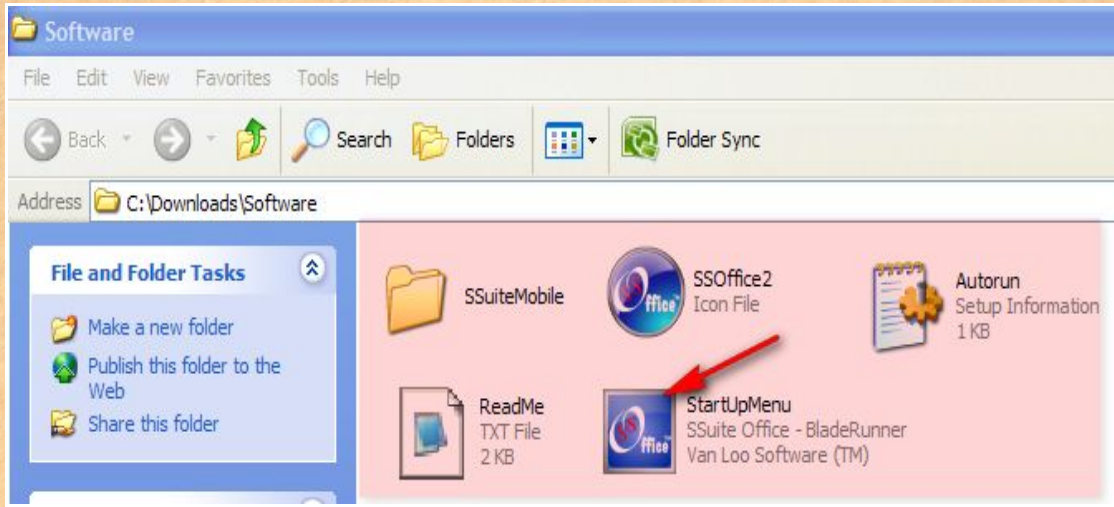 Software
File Edit View Favorites Tools Help
Back Search Folders Folder Sync
Address C:\Downloads\Software
File and Folder Tasks
Make a new folder
Publish this folder to the
Web
Share this folder
SSuiteMobile
SSOffice2
Icon File
Autorun
Setup Information
1 KB
ReadMe
TXT File
2 KB
StartUpMenu
SSuite Office - BladeRunner
Van Loo Software (TM)